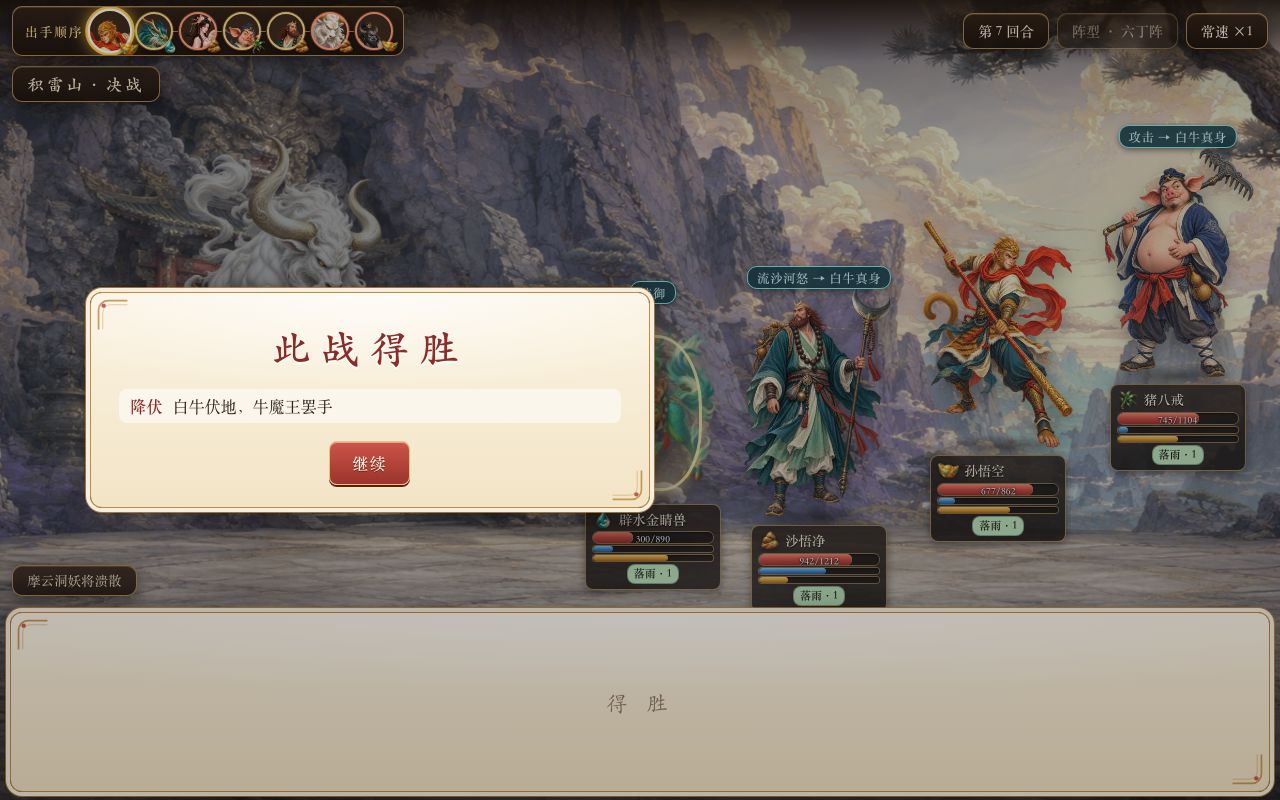 出手顺序
第 7 回合
阵型 · 六丁阵
常速 ×1
积雷山 · 决战
攻击 → 白牛真身
流沙河怒 → 白牛真身
御
此战得胜
降伏 白牛伏地，牛魔王罢手
继续
猪八戒
745/1104
落雨 · 1
孙悟空
677/862
落雨 · 1
辟水金睛兽
300/890
落雨 · 1
沙悟净
942/1212
落雨 · 1
摩云洞妖将溃散
得 胜